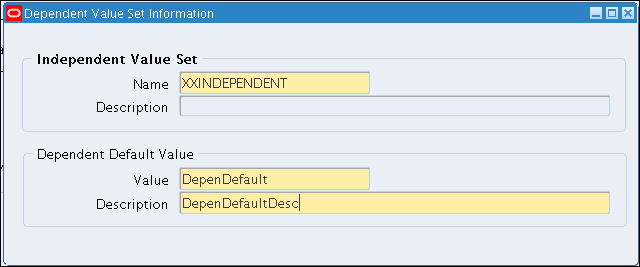 Dependent Value Set Information
Independent Value Set
Name XXINDEPENDENT
Description
Dependent Default Value
Value DepenDefault
Description DepenDefaultDesc